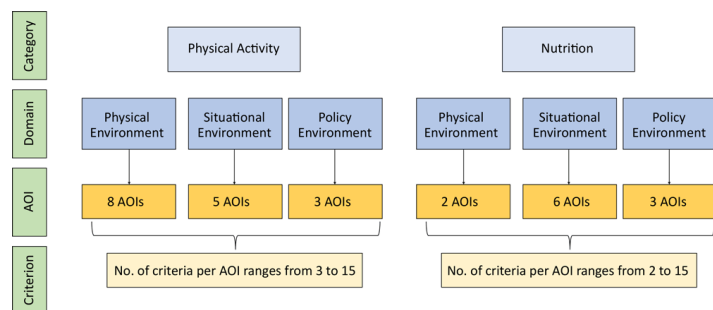 Category
Physical Activity
Nutrition
Domain
Physical
Environment
Situational
Environment
Policy
Environment
Physical
Environment
Situational
Environment
Policy
Environment
AOI
8 AOIs
5 AOIs
3 AOIs
2 AOIs
6 AOIs
3 AOIs
Criterion
No. of criteria per AOI ranges from 3 to 15
No. of criteria per AOI ranges from 2 to 15